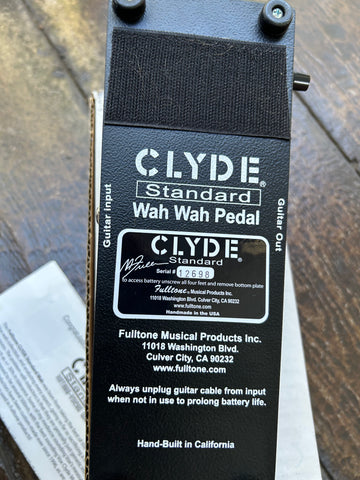 CLYDE®
Standard
Wah Wah Pedal
Guitar input
Guitar Out
CLYDE®
Standard
Serial # 12698
to access battery unscrew all four feet and remove bottom plate
Fulltone® Musical Products Inc.
11018 Washington Blvd, Culver City, CA 90232
www.fulltone.com
Handmade in the USA
Fulltone Musical Products Inc.
11018 Washington Blvd.
Culver City, CA 90232
www.fulltone.com
Always unplug guitar cable from input
when not in use to prolong battery life.
Hand-Built in California